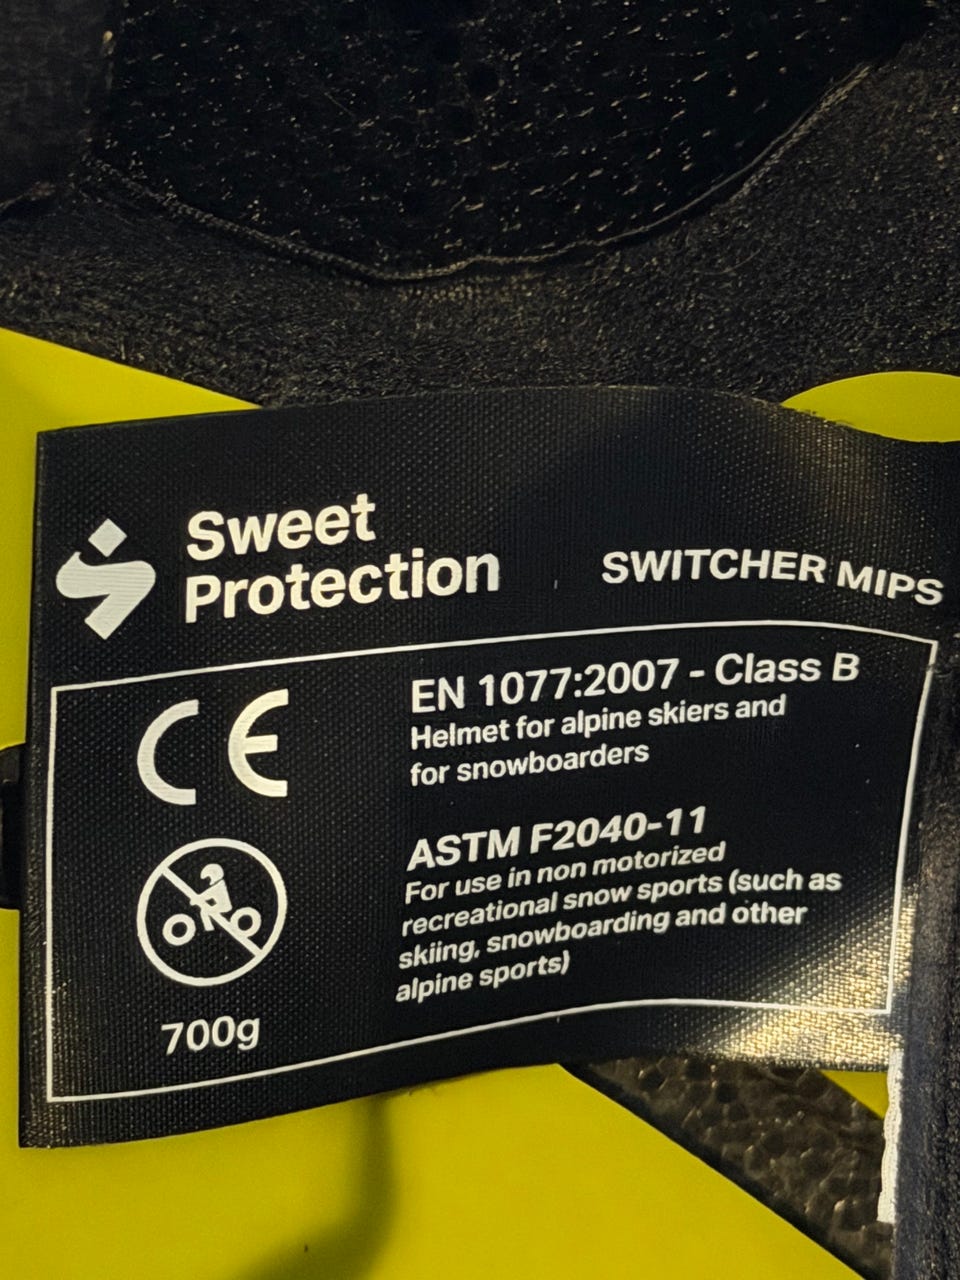 Sweet
Protection
SWITCHER MIPS
CE
EN 1077:2007 - Class B
Helmet for alpine skiers and
for snowboarders
ASTM F2040-11
For use in non motorized
recreational snow sports (such as
skiing, snowboarding and other
alpine sports)
700g